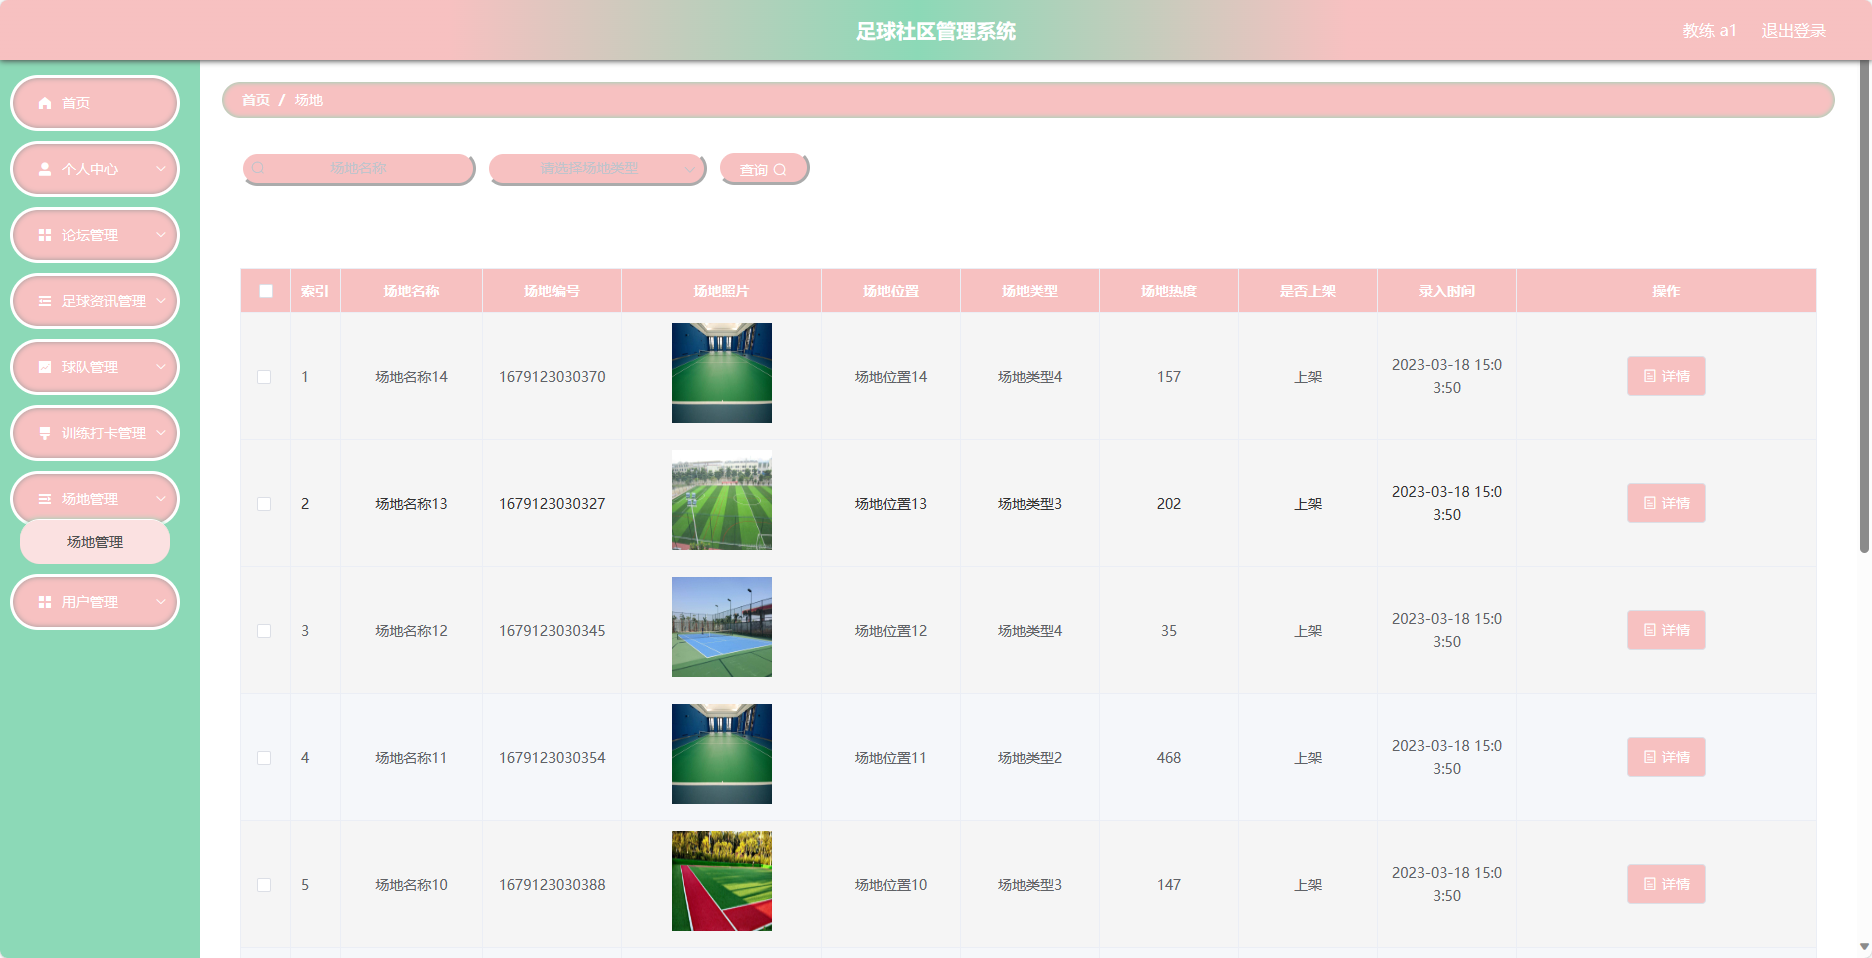 足球社区管理系统
教练 a1 退出登录
首页
个人中心
论坛管理
足球资讯管理
球队管理
训练打卡管理
场地管理
场地管理
用户管理
首页 / 场地
场地名称 请选择场地类型 查询
索引 场地名称 场地编号 场地照片 场地位置 场地类型 场地热度 是否上架 录入时间 操作
1 场地名称14 1679123030370 场地位置14 场地类型4 157 上架 2023-03-18 15:0
3:50 详情
2 场地名称13 1679123030327 场地位置13 场地类型3 202 上架 2023-03-18 15:0
3:50 详情
3 场地名称12 1679123030345 场地位置12 场地类型4 35 上架 2023-03-18 15:0
3:50 详情
4 场地名称11 1679123030354 场地位置11 场地类型2 468 上架 2023-03-18 15:0
3:50 详情
5 场地名称10 1679123030388 场地位置10 场地类型3 147 上架 2023-03-18 15:0
3:50 详情